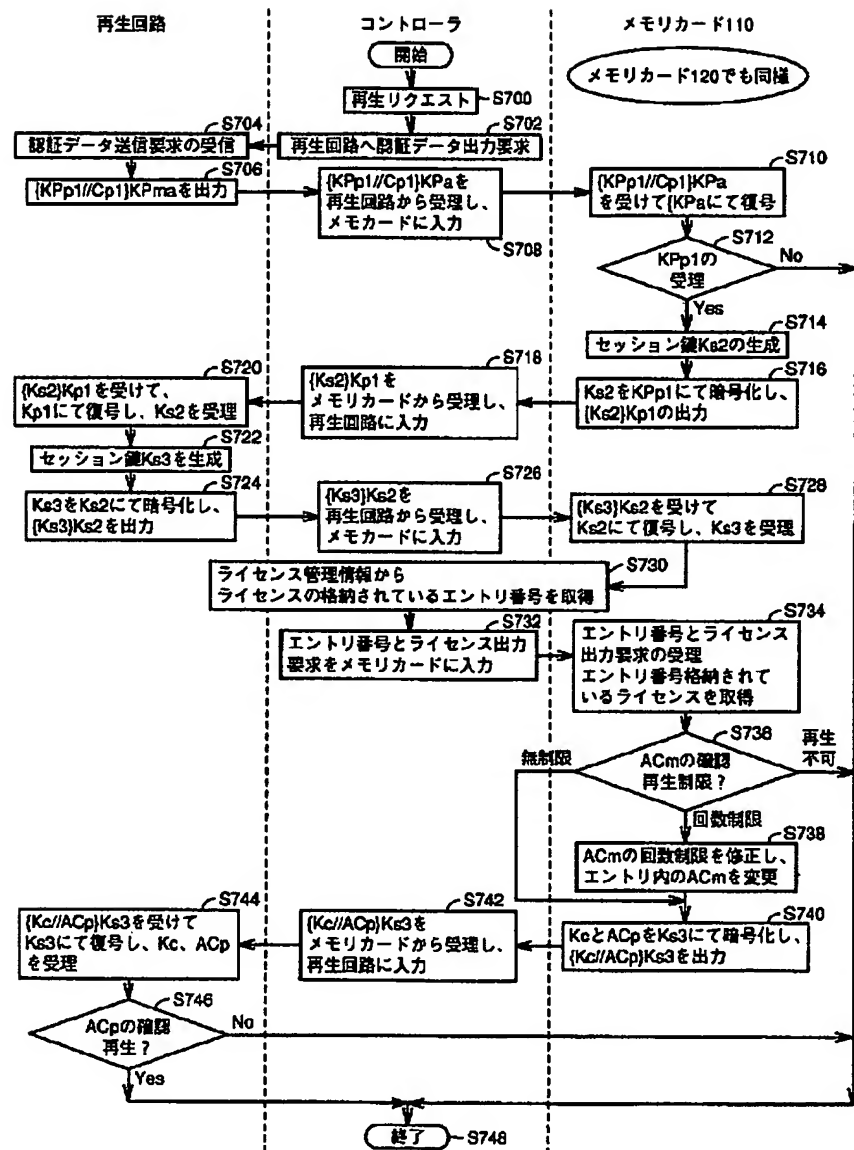 再生回路
コントローラ
メモリカード110
開始
メモリカード120でも同様
再生リクエスト
S700
S702
再生回路へ認証データ出力要求
S704
認証データ送信要求の受信
S706
{KPp1//Cp1}KPmaを出力
{KPp1//Cp1}KPaを
再生回路から受理し、
メモカードに入力
S708
S710
{KPp1//Cp1}KPa
を受けて{KPaにて復号
S712
KPp1の
受理
No
Yes
S714
セッション鍵Ks2の生成
S716
Ks2をKPp1にて暗号化し、
{Ks2}Kp1の出力
S718
{Ks2}Kp1を
メモリカードから受理し、
再生回路に入力
S720
{Ks2}Kp1を受けて、
Kp1にて復号し、Ks2を受理
S722
セッション鍵Ks3を生成
S724
Ks3をKs2にて暗号化し、
{Ks3}Ks2を出力
S726
{Ks3}Ks2を
再生回路から受理し、
メモカードに入力
S728
{Ks3}Ks2を受けて
Ks2にて復号し、Ks3を受理
S730
ライセンス管理情報から
ライセンスの格納されているエントリ番号を取得
S732
エントリ番号とライセンス出力
要求をメモリカードに入力
S734
エントリ番号とライセンス
出力要求の受理
エントリ番号格納されて
いるライセンスを取得
S736
ACmの確認
再生制限？
無制限
再生
不可
回数制限
S738
ACmの回数制限を修正し、
エントリ内のACmを変更
S740
KcとACpをKs3にて暗号化し、
{Kc//ACp}Ks3を出力
S742
{Kc//ACp}Ks3を
メモリカードから受理し、
再生回路に入力
S744
{Kc//ACp}Ks3を受けて
Ks3にて復号し、Kc、ACp
を受理
S746
ACpの確認
再生？
No
Yes
終了
S748